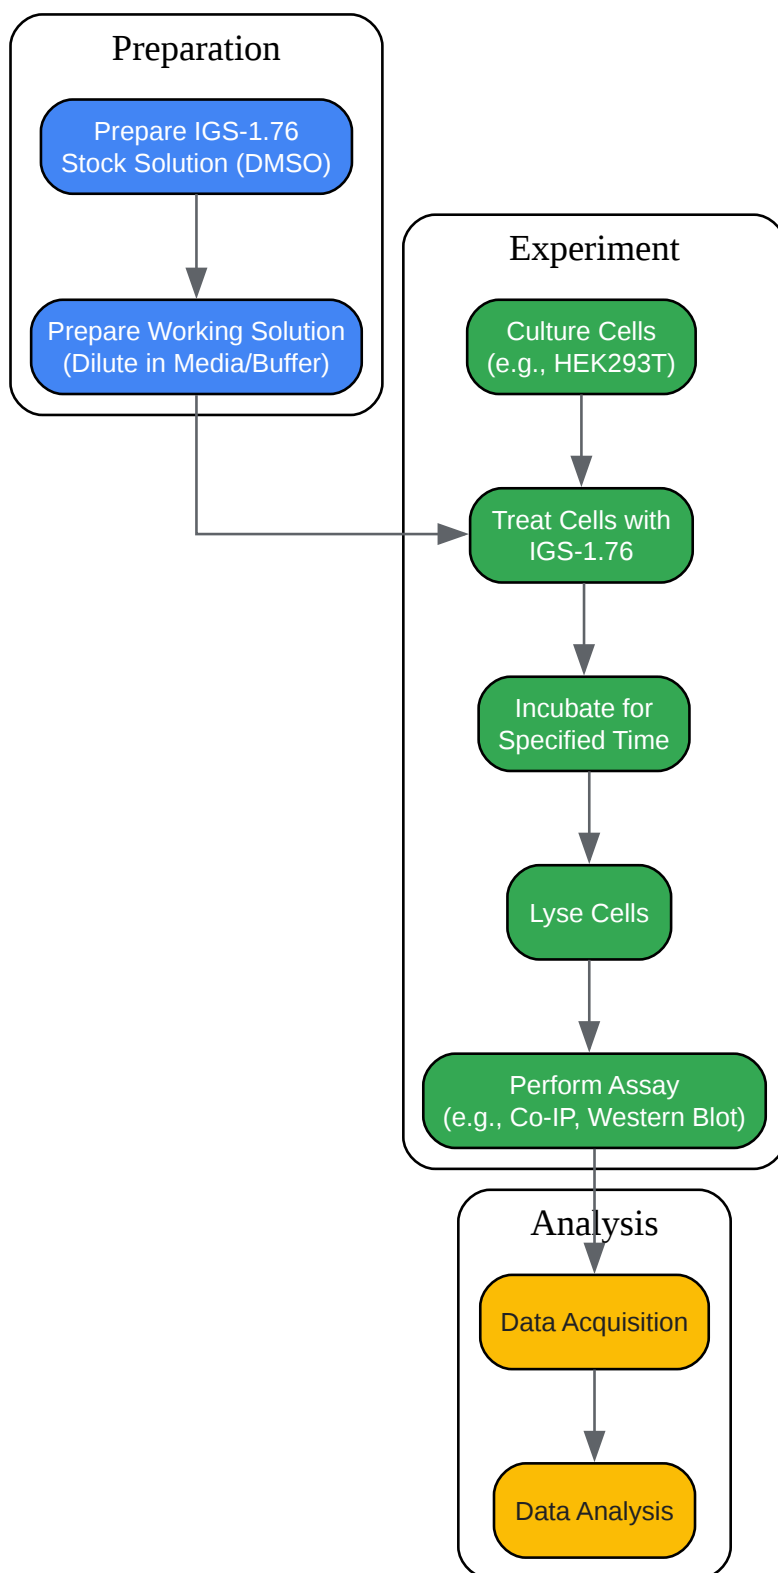 Preparation
Prepare IGS-1.76
Stock Solution (DMSO)
Prepare Working Solution
(Dilute in Media/Buffer)
Experiment
Culture Cells
(e.g., HEK293T)
Treat Cells with
IGS-1.76
Incubate for
Specified Time
Lyse Cells
Perform Assay
(e.g., Co-IP, Western Blot)
Analysis
Data Acquisition
Data Analysis